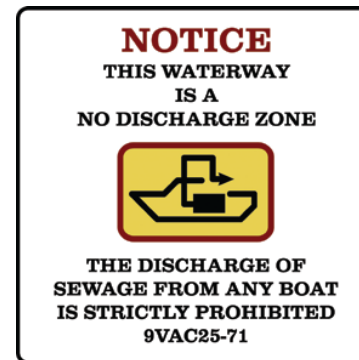 NOTICE
THIS WATERWAY
IS A
NO DISCHARGE ZONE
THE DISCHARGE OF
SEWAGE FROM ANY BOAT
IS STRICTLY PROHIBITED
9VAC25-71